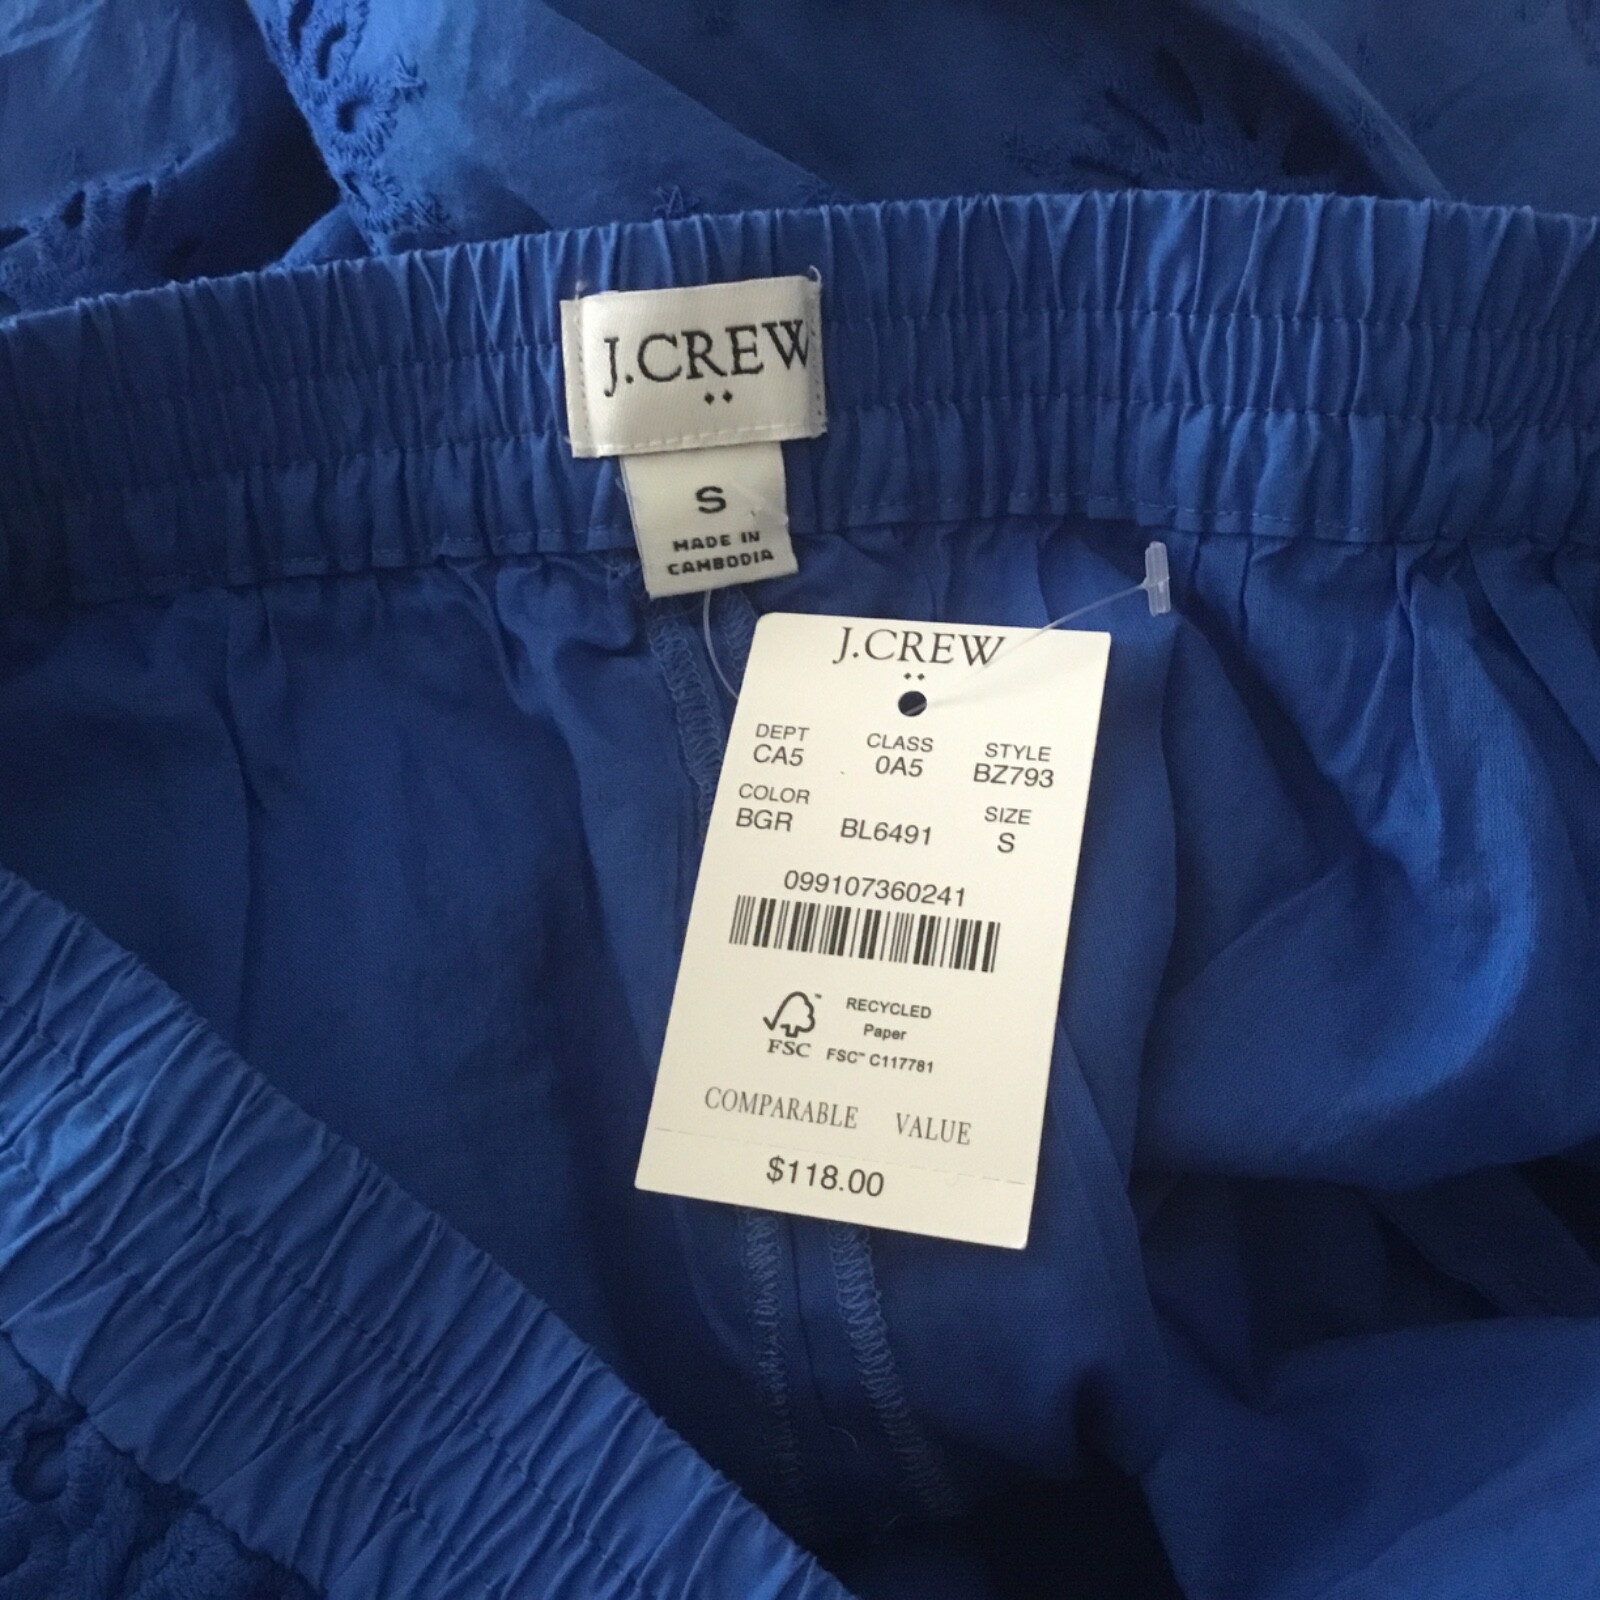 J.CREW
S
MADE IN
CAMBODIA
J.CREW
DEPT CLASS STYLE
CA5 0A5 BZ793
COLOR SIZE
BGR BL6491 S
099107360241
RECYCLED
Paper
FSC FSC™ C117781
COMPARABLE VALUE
$118.00